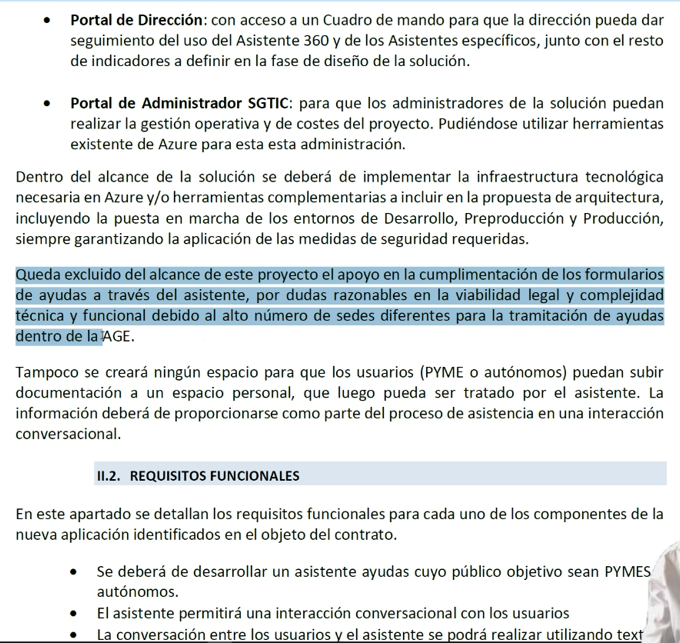 • Portal de Dirección: con acceso a un Cuadro de mando para que la dirección pueda dar
seguimiento del uso del Asistente 360 y de los Asistentes específicos, junto con el resto
de indicadores a definir en la fase de diseño de la solución.
• Portal de Administrador SGTIC: para que los administradores de la solución puedan
realizar la gestión operativa y de costes del proyecto. Pudiéndose utilizar herramientas
existente de Azure para esta esta administración.
Dentro del alcance de la solución se deberá de implementar la infraestructura tecnológica
necesaria en Azure y/o herramientas complementarias a incluir en la propuesta de arquitectura,
incluyendo la puesta en marcha de los entornos de Desarrollo, Preproducción y Producción,
siempre garantizando la aplicación de las medidas de seguridad requeridas.
Queda excluido del alcance de este proyecto el apoyo en la cumplimentación de los formularios
de ayudas a través del asistente, por dudas razonables en la viabilidad legal y complejidad
técnica y funcional debido al alto número de sedes diferentes para la tramitación de ayudas
dentro de la AGE.
Tampoco se creará ningún espacio para que los usuarios (PYME o autónomos) puedan subir
documentación a un espacio personal, que luego pueda ser tratado por el asistente. La
información deberá de proporcionarse como parte del proceso de asistencia en una interacción
conversacional.
II.2. REQUISITOS FUNCIONALES
En este apartado se detallan los requisitos funcionales para cada uno de los componentes de la
nueva aplicación identificados en el objeto del contrato.
• Se deberá de desarrollar un asistente ayudas cuyo público objetivo sean PYMES
autónomos.
• El asistente permitirá una interacción conversacional con los usuarios
• La conversación entre los usuarios y el asistente se podrá realizar utilizando text